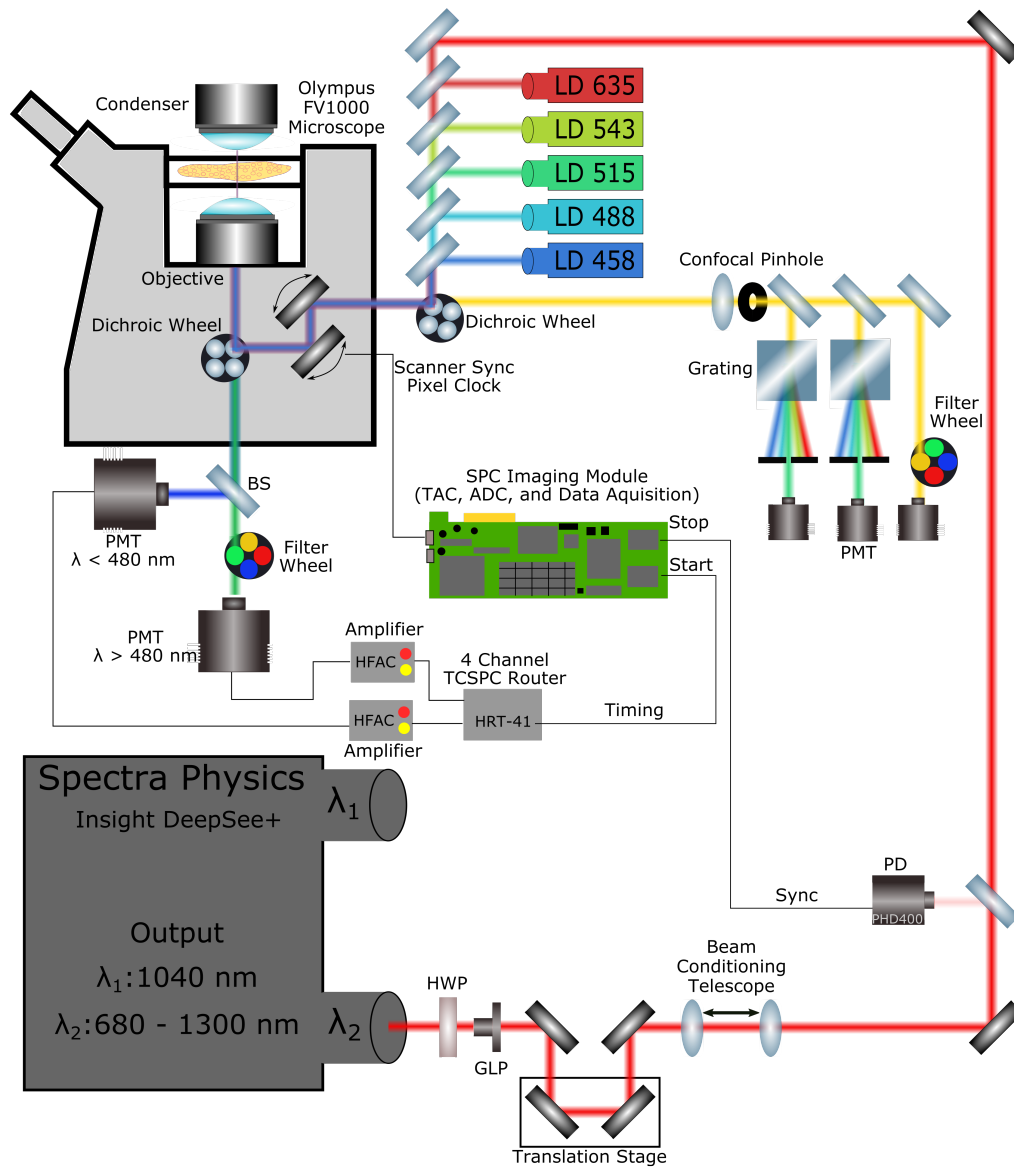 LD 635
Condenser
Olympus
FV1000
Microscope
LD 543
LD 515
LD 488
LD 458
Objective
Confocal Pinhole
Dichroic Wheel
Dichroic Wheel
Scanner Sync
Pixel Clock
Grating
Filter
Wheel
SPC Imaging Module
(TAC, ADC, and Data Aquisition)
BS
Stop
PMT
λ < 480 nm
Filter
Wheel
PMT
Start
PMT
λ > 480 nm
Amplifier
HFAC
4 Channel
TCSPC Router
HRT-41
Timing
HFAC
Amplifier
Spectra Physics
Insight DeepSee+
λ1
PD
PHD400
Sync
Output
λ1:1040 nm
λ2:680 - 1300 nm
λ2
HWP
GLP
Beam
Conditioning
Telescope
Translation Stage